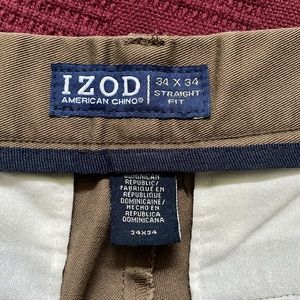 IZOD
AMERICAN CHINO®
34 X 34
STRAIGHT
FIT
DOMINICAN
REPUBLIC/
FABRIQUÉ EN
RÉPUBLIQUE
DOMINICAINE/
HECHO EN
REPUBLICA
DOMINICANA
34X34